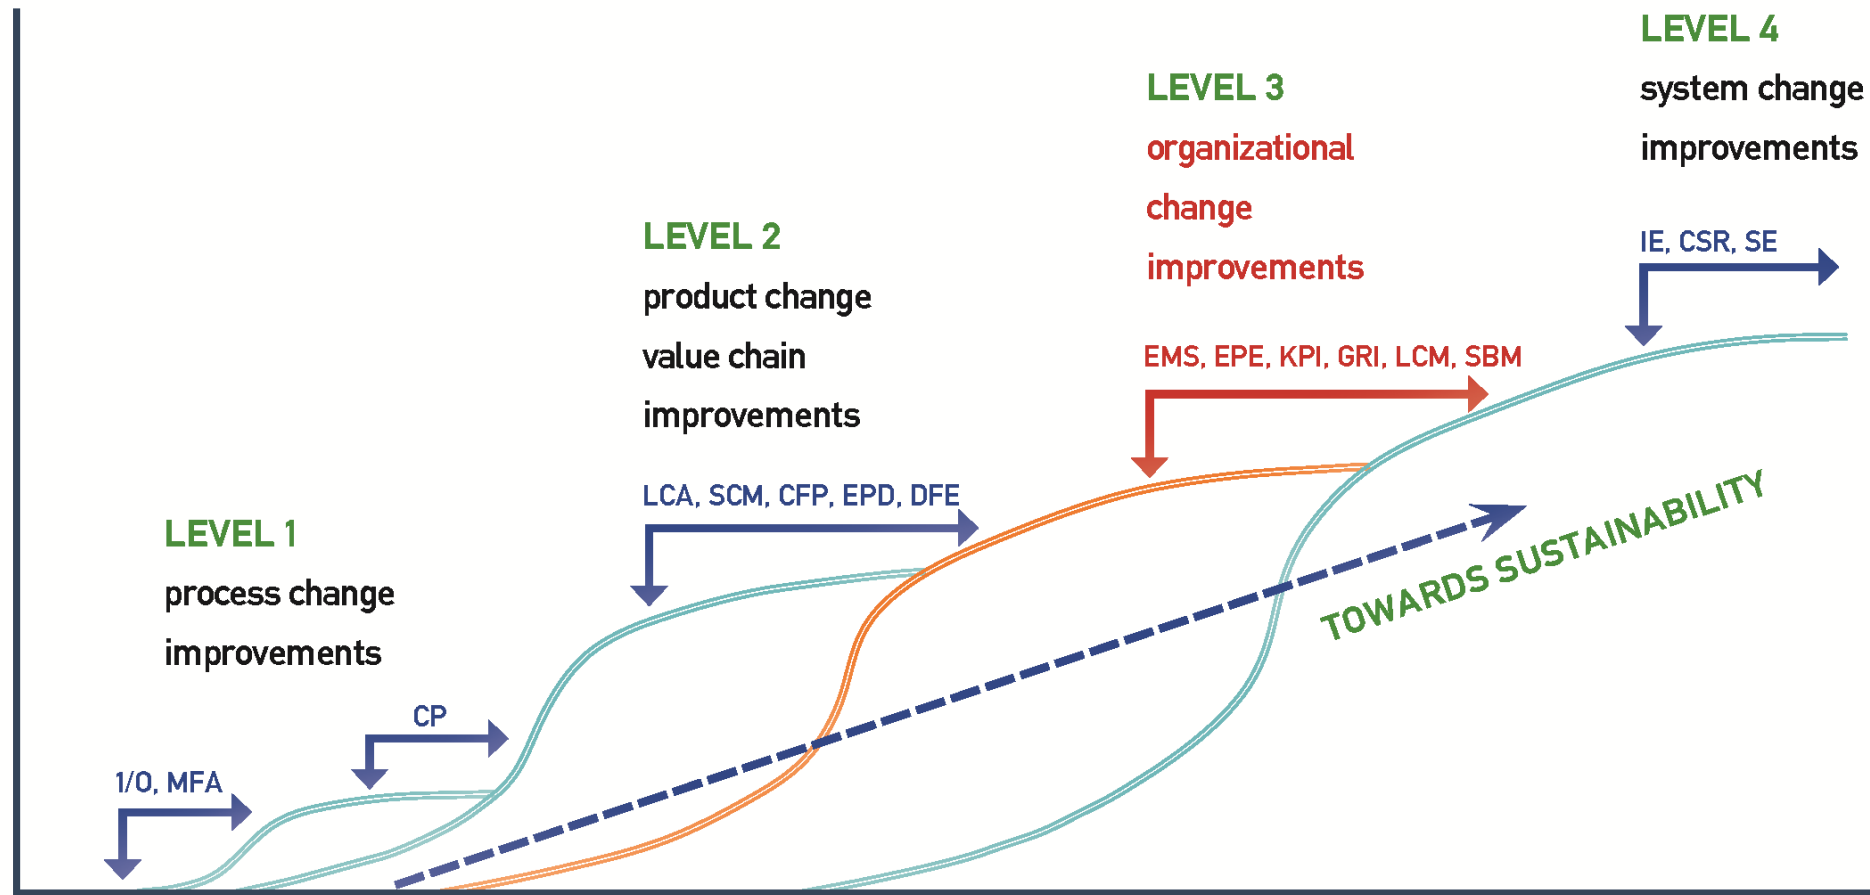 LEVEL 4
system change
improvements
IE, CSR, SE
LEVEL 3
organizational
change
improvements
EMS, EPE, KPI, GRI, LCM, SBM
LEVEL 2
product change
value chain
improvements
LCA, SCM, CFP, EPD, DFE
LEVEL 1
process change
improvements
CP
1/0, MFA
TOWARDS SUSTAINABILITY